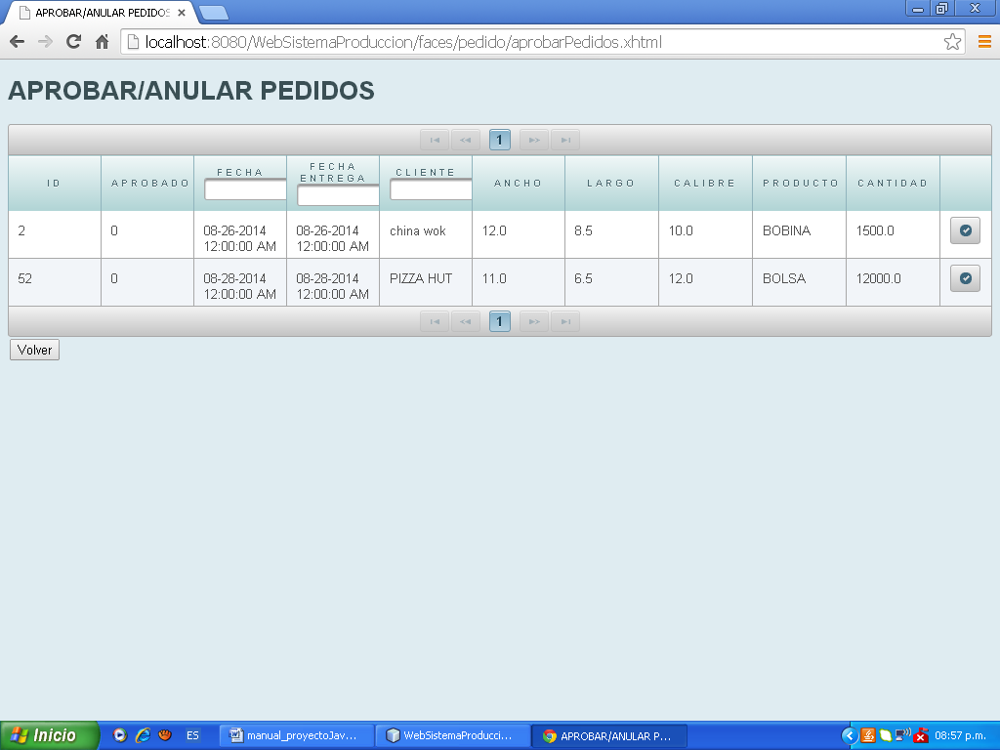 APROBAR/ANULAR PEDIDOS
localhost:8080/WebSistemaProduccion/faces/pedido/aprobarPedidos.xhtml
APROBAR/ANULAR PEDIDOS
1
ID APROBADO FECHA FECHA ENTREGA CLIENTE ANCHO LARGO CALIBRE PRODUCTO CANTIDAD
2 0 08-26-2014 08-26-2014 china wok 12.0 8.5 10.0 BOBINA 1500.0
12:00:00 AM 12:00:00 AM
52 0 08-28-2014 08-28-2014 PIZZA HUT 11.0 6.5 12.0 BOLSA 12000.0
12:00:00 AM 12:00:00 AM
1
Volver
Inicio ES manual_proyectoJav... WebSistemaProducci... APROBAR/ANULAR P... 08:57 p.m.